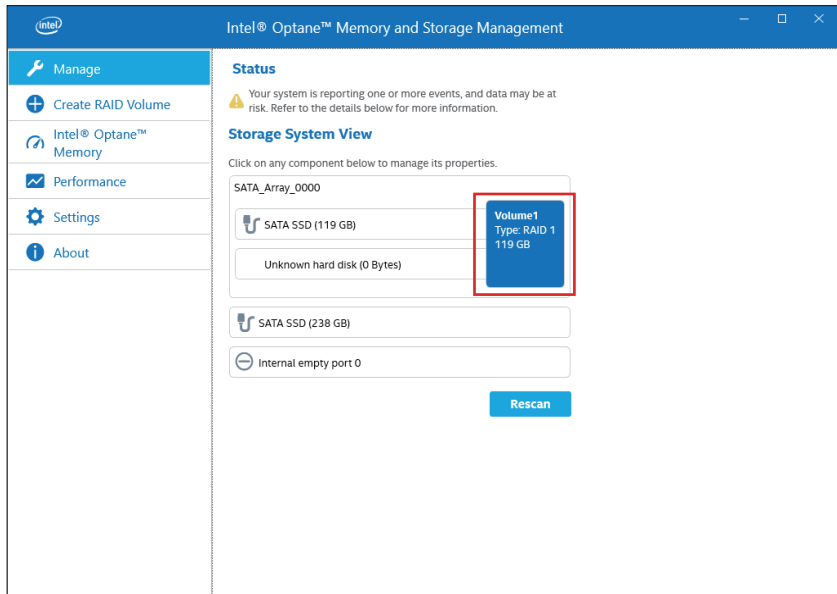 intel
Intel® Optane™ Memory and Storage Management
Manage
Create RAID Volume
Intel® Optane™
Memory
Performance
Settings
About
Status
Your system is reporting one or more events, and data may be at
risk. Refer to the details below for more information.
Storage System View
Click on any component below to manage its properties.
SATA_Array_0000
SATA SSD (119 GB)
Unknown hard disk (0 Bytes)
Volume1
Type: RAID 1
119 GB
SATA SSD (238 GB)
Internal empty port 0
Rescan